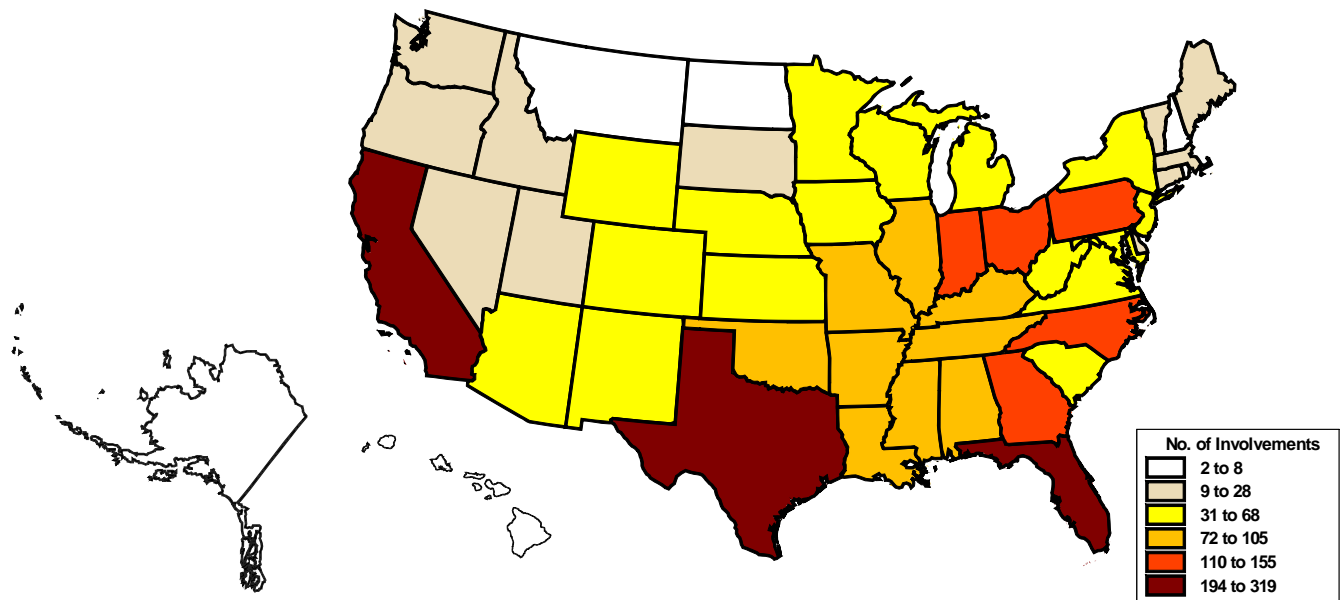 No. of Involvements
2 to 8
9 to 28
31 to 68
72 to 105
110 to 155
194 to 319